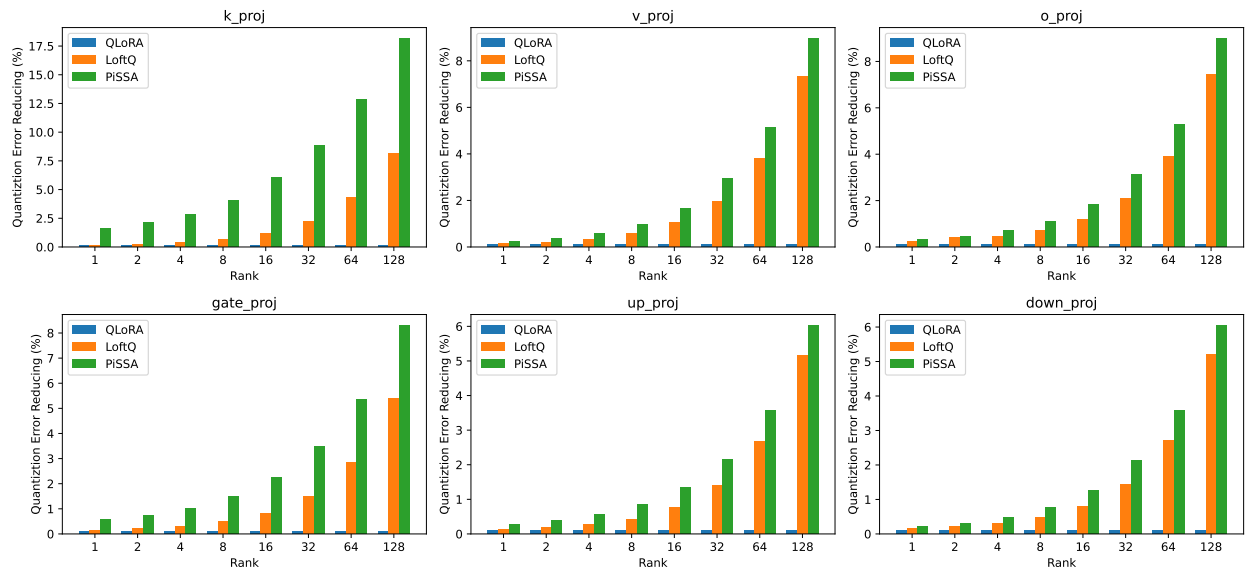 k_proj
Quantiztion Error Reducing (%)
17.5
15.0
12.5
10.0
7.5
5.0
2.5
0.0
QLoRA
LoftQ
PiSSA
1 2 4 8 16 32 64 128
Rank
v_proj
Quantiztion Error Reducing (%)
8
6
4
2
0
QLoRA
LoftQ
PiSSA
1 2 4 8 16 32 64 128
Rank
o_proj
Quantiztion Error Reducing (%)
8
6
4
2
0
QLoRA
LoftQ
PiSSA
1 2 4 8 16 32 64 128
Rank
gate_proj
Quantiztion Error Reducing (%)
8
7
6
5
4
3
2
1
0
QLoRA
LoftQ
PiSSA
1 2 4 8 16 32 64 128
Rank
up_proj
Quantiztion Error Reducing (%)
6
5
4
3
2
1
0
QLoRA
LoftQ
PiSSA
1 2 4 8 16 32 64 128
Rank
down_proj
Quantiztion Error Reducing (%)
6
5
4
3
2
1
0
QLoRA
LoftQ
PiSSA
1 2 4 8 16 32 64 128
Rank